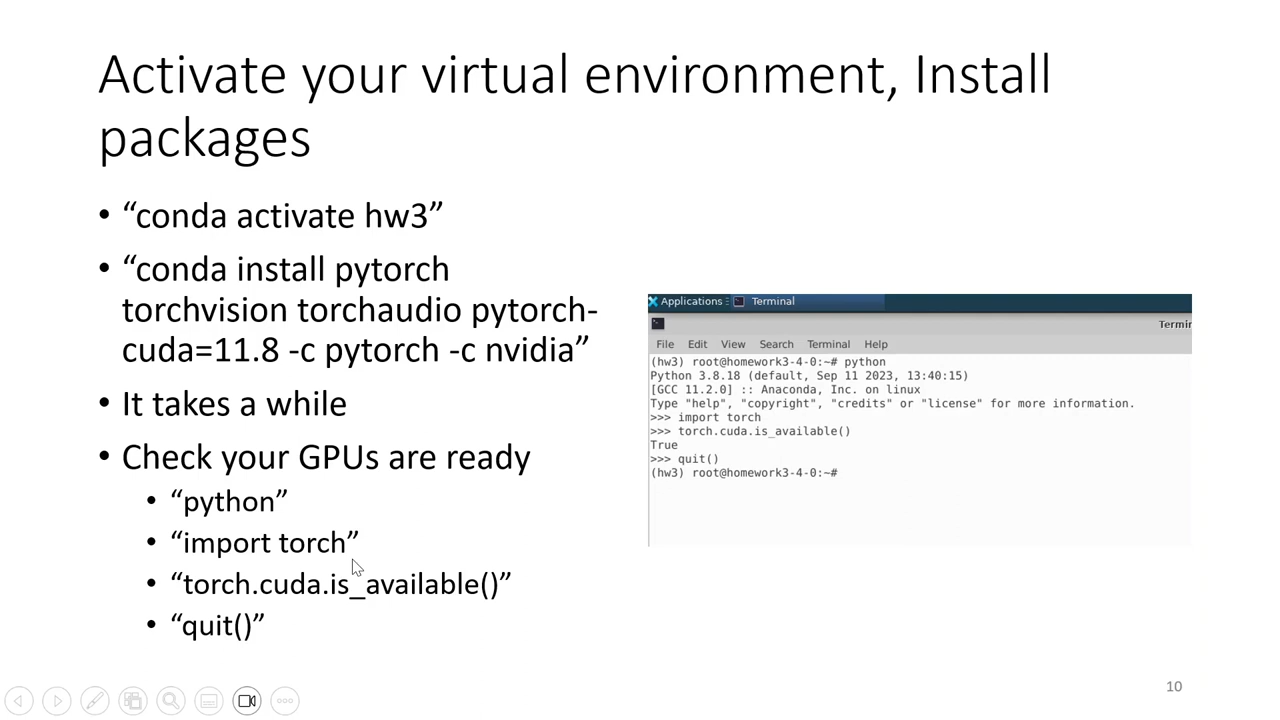 Activate your virtual environment, Install
packages
• “conda activate hw3”
• “conda install pytorch
torchvision torchaudio pytorch-
cuda=11.8 -c pytorch -c nvidia”
• It takes a while
• Check your GPUs are ready
• “python”
• “import torch”
• “torch.cuda.is_available()”
• “quit()”
Applications Terminal
Termin
File Edit View Search Terminal Help
(hw3) root@homework3-4-0:~# python
Python 3.8.18 (default, Sep 11 2023, 13:40:15)
[GCC 11.2.0] :: Anaconda, Inc. on linux
Type "help", "copyright", "credits" or "license" for more information.
>>> import torch
>>> torch.cuda.is_available()
True
>>> quit()
(hw3) root@homework3-4-0:~#
10